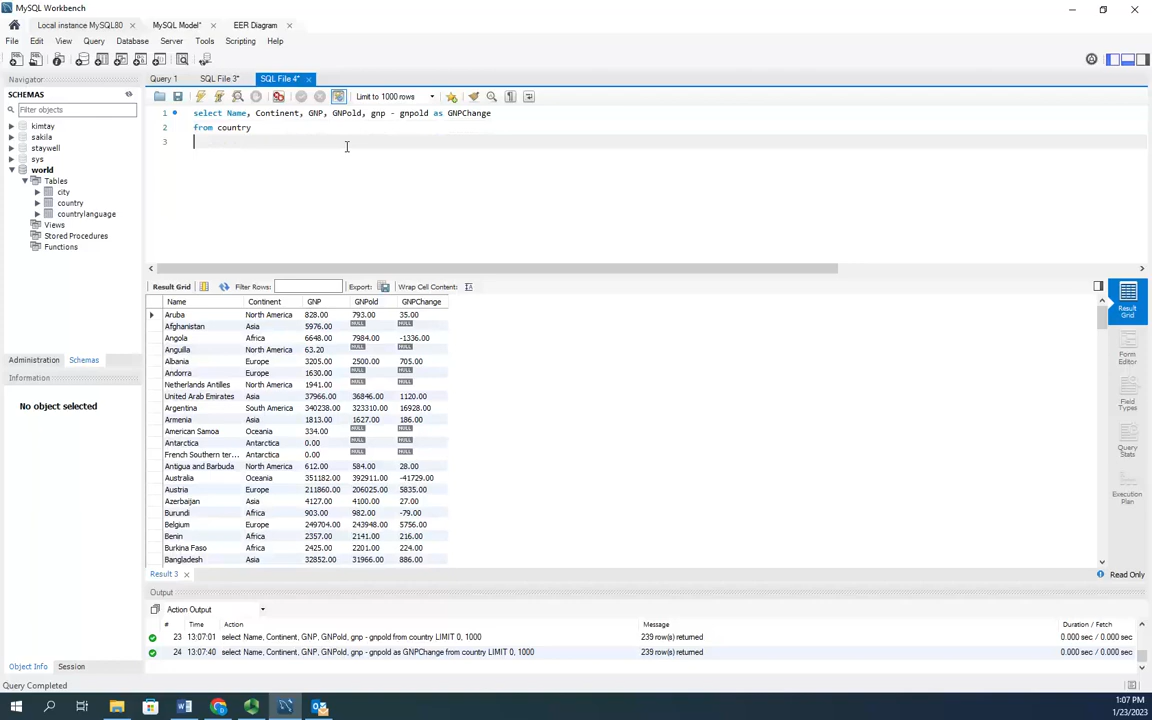 MySQL Workbench
Local instance MySQL80
MySQL Model*
EER Diagram
File Edit View Query Database Server Tools Scripting Help
Navigator
SCHEMAS
Filter objects
kimtay
sakila
staywell
sys
world
Tables
city
country
countrylanguage
Views
Stored Procedures
Functions
Administration Schemas
Information
No object selected
Object Info Session
Query 1 SQL File 3* SQL File 4*
Limit to 1000 rows
1 select Name, Continent, GNP, GNPold, gnp - gnpold as GNPChange
2 from country
3
Result Grid Filter Rows: Export: Wrap Cell Content:
Name Continent GNP GNPold GNPChange
Aruba North America 828.00 793.00 35.00
Afghanistan Asia 5976.00 NULL NULL
Angola Africa 6648.00 7984.00 -1336.00
Anguilla North America 63.20 NULL NULL
Albania Europe 3205.00 2500.00 705.00
Andorra Europe 1630.00 NULL NULL
Netherlands Antilles North America 1941.00 NULL NULL
United Arab Emirates Asia 37966.00 36846.00 1120.00
Argentina South America 340238.00 323310.00 16928.00
Armenia Asia 1813.00 1627.00 186.00
American Samoa Oceania 334.00 NULL NULL
Antarctica Antarctica 0.00 NULL NULL
French Southern ter... Antarctica 0.00 NULL NULL
Antigua and Barbuda North America 612.00 584.00 28.00
Australia Oceania 351182.00 392911.00 -41729.00
Austria Europe 211860.00 206025.00 5835.00
Azerbaijan Asia 4127.00 4100.00 27.00
Burundi Africa 903.00 982.00 -79.00
Belgium Europe 249704.00 243948.00 5756.00
Benin Africa 2357.00 2141.00 216.00
Burkina Faso Africa 2425.00 2201.00 224.00
Bangladesh Asia 32852.00 31966.00 886.00
Result Grid
Form Editor
Field Types
Query Stats
Execution Plan
Result 3
Read Only
Output
Action Output
# Time Action Message Duration / Fetch
23 13:07:01 select Name, Continent, GNP, GNPold, gnp - gnpold from country LIMIT 0, 1000 239 row(s) returned 0.000 sec / 0.000 sec
24 13:07:40 select Name, Continent, GNP, GNPold, gnp - gnpold as GNPChange from country LIMIT 0, 1000 239 row(s) returned 0.000 sec / 0.000 sec
Query Completed
1:07 PM
1/23/2023